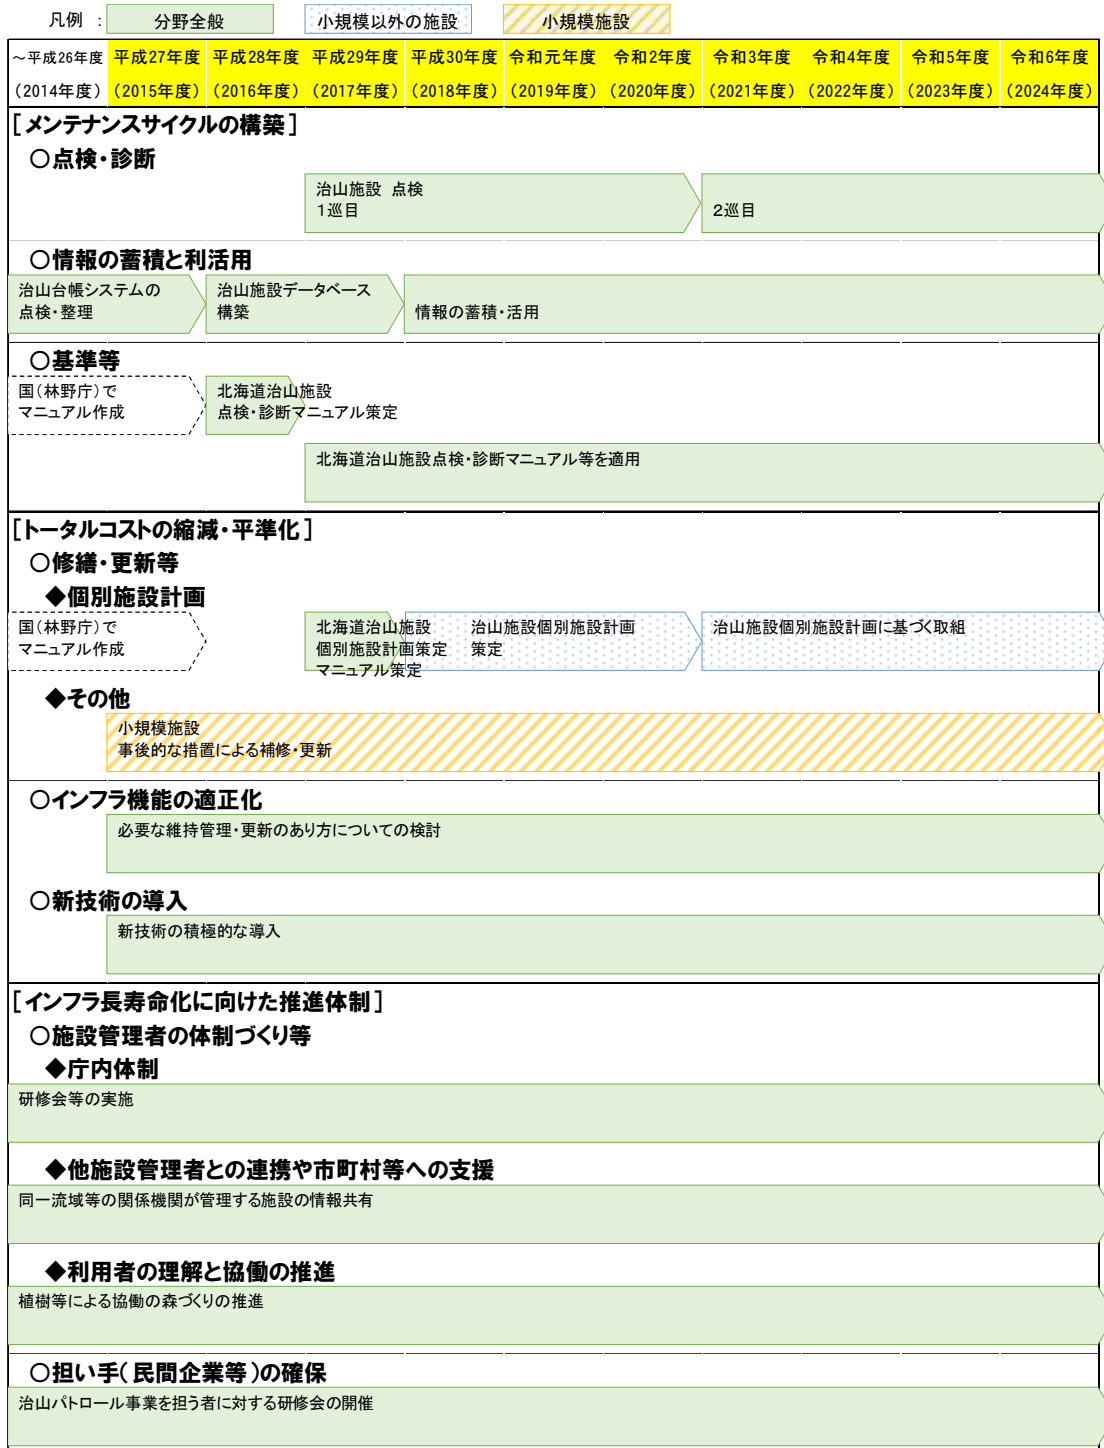 凡例 : 分野全般 小規模以外の施設 小規模施設
～平成26年度 平成27年度 平成28年度 平成29年度 平成30年度 令和元年度 令和2年度 令和3年度 令和4年度 令和5年度 令和6年度
(2014年度) (2015年度) (2016年度) (2017年度) (2018年度) (2019年度) (2020年度) (2021年度) (2022年度) (2023年度) (2024年度)
[メンテナンスサイクルの構築]
○点検・診断
治山施設 点検
1巡目
2巡目
○情報の蓄積と利活用
治山台帳システムの
点検・整理
治山施設データベース
構築
情報の蓄積・活用
○基準等
国(林野庁)で
マニュアル作成
北海道治山施設
点検・診断マニュアル策定
北海道治山施設点検・診断マニュアル等を適用
[トータルコストの縮減・平準化]
○修繕・更新等
◆個別施設計画
国(林野庁)で
マニュアル作成
北海道治山施設
個別施設計画策定
マニュアル策定
治山施設個別施設計画
策定
治山施設個別施設計画に基づく取組
◆その他
小規模施設
事後的な措置による補修・更新
○インフラ機能の適正化
必要な維持管理・更新のあり方についての検討
○新技術の導入
新技術の積極的な導入
[インフラ長寿命化に向けた推進体制]
○施設管理者の体制づくり等
◆庁内体制
研修会等の実施
◆他施設管理者との連携や市町村等への支援
同一流域等の関係機関が管理する施設の情報共有
◆利用者の理解と協働の推進
植樹等による協働の森づくりの推進
○担い手(民間企業等)の確保
治山パトロール事業を担う者に対する研修会の開催